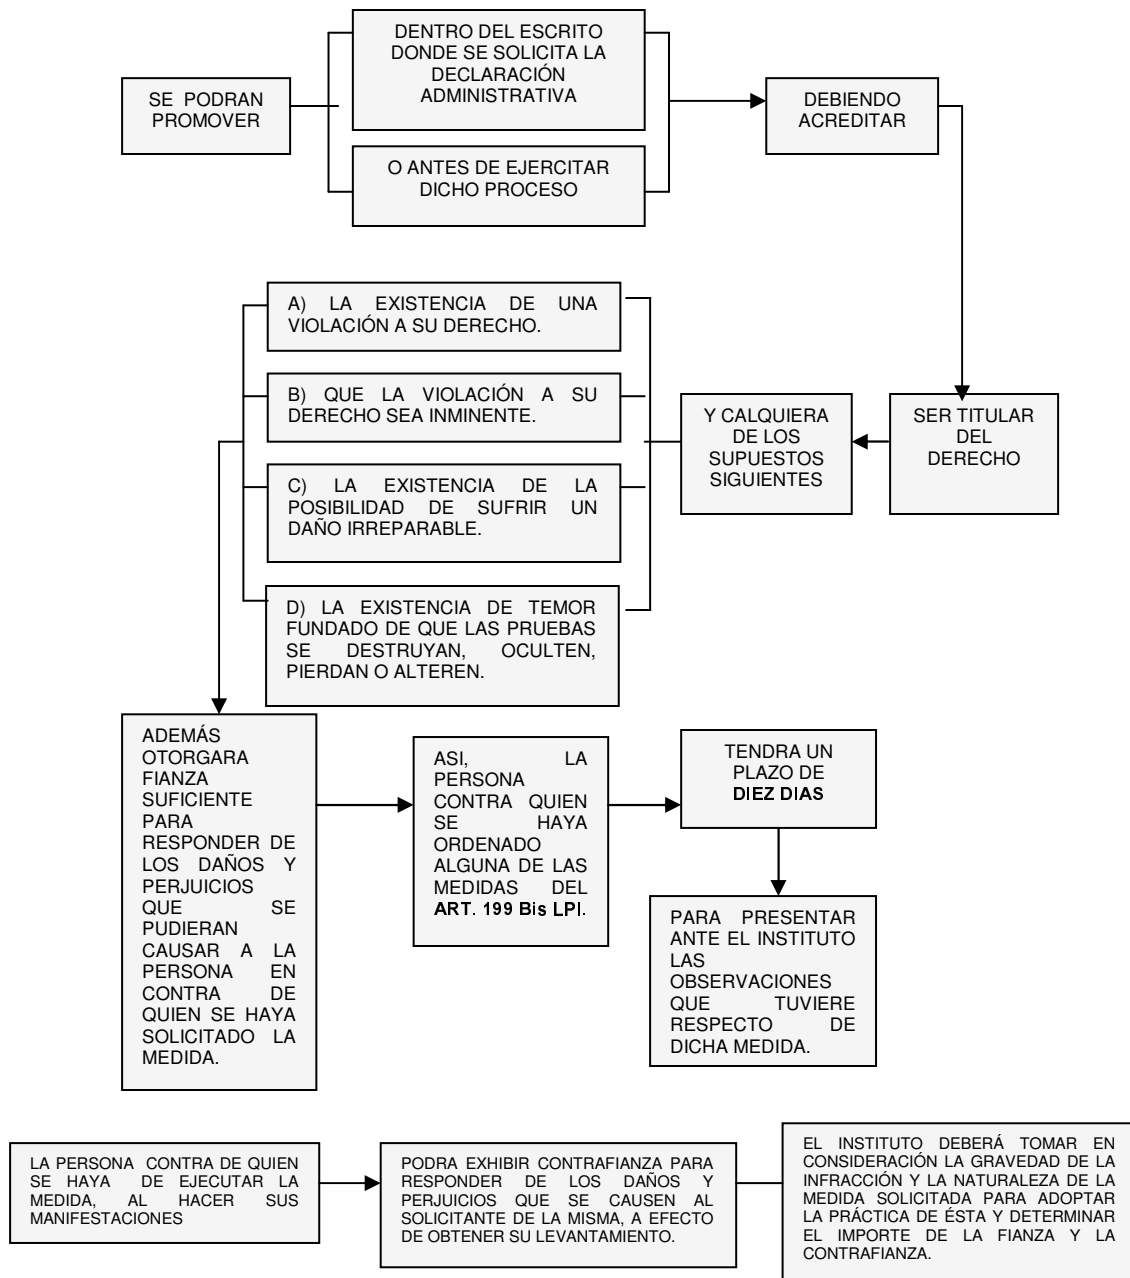 SE PODRAN
PROMOVER
DENTRO DEL ESCRITO
DONDE SE SOLICITA LA
DECLARACIÓN
ADMINISTRATIVA
O ANTES DE EJERCITAR
DICHO PROCESO
DEBIENDO
ACREDITAR
SER TITULAR
DEL
DERECHO
Y CALQUIERA
DE LOS
SUPUESTOS
SIGUIENTES
A) LA EXISTENCIA DE UNA
VIOLACIÓN A SU DERECHO.
B) QUE LA VIOLACIÓN A SU
DERECHO SEA INMINENTE.
C) LA EXISTENCIA DE LA
POSIBILIDAD DE SUFRIR UN
DAÑO IRREPARABLE.
D) LA EXISTENCIA DE TEMOR
FUNDADO DE QUE LAS PRUEBAS
SE DESTRUYAN, OCULTEN,
PIERDAN O ALTEREN.
ADEMÁS
OTORGARA
FIANZA
SUFICIENTE
PARA
RESPONDER DE
LOS DAÑOS Y
PERJUICIOS
QUE SE
PUDIERAN
CAUSAR A LA
PERSONA EN
CONTRA DE
QUIEN SE HAYA
SOLICITADO LA
MEDIDA.
ASI, LA
PERSONA
CONTRA QUIEN
SE HAYA
ORDENADO
ALGUNA DE LAS
MEDIDAS DEL
ART. 199 Bis LPI.
TENDRA UN
PLAZO DE
DIEZ DIAS
PARA PRESENTAR
ANTE EL INSTITUTO
LAS
OBSERVACIONES
QUE TUVIERE
RESPECTO DE
DICHA MEDIDA.
LA PERSONA CONTRA DE QUIEN
SE HAYA DE EJECUTAR LA
MEDIDA, AL HACER SUS
MANIFESTACIONES
PODRA EXHIBIR CONTRAFIANZA PARA
RESPONDER DE LOS DAÑOS Y
PERJUICIOS QUE SE CAUSEN AL
SOLICITANTE DE LA MISMA, A EFECTO
DE OBTENER SU LEVANTAMIENTO.
EL INSTITUTO DEBERÁ TOMAR EN
CONSIDERACIÓN LA GRAVEDAD DE LA
INFRACCIÓN Y LA NATURALEZA DE LA
MEDIDA SOLICITADA PARA ADOPTAR
LA PRÁCTICA DE ÉSTA Y DETERMINAR
EL IMPORTE DE LA FIANZA Y LA
CONTRAFIANZA.